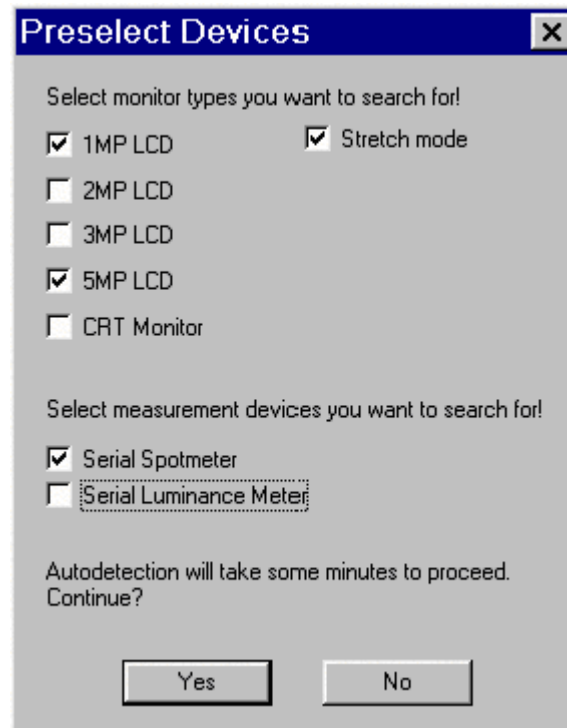 Preselect Devices
Select monitor types you want to search for!
1MP LCD
Stretch mode
2MP LCD
3MP LCD
5MP LCD
CRT Monitor
Select measurement devices you want to search for!
Serial Spotmeter
Serial Luminance Meter
Autodetection will take some minutes to proceed.
Continue?
Yes
No